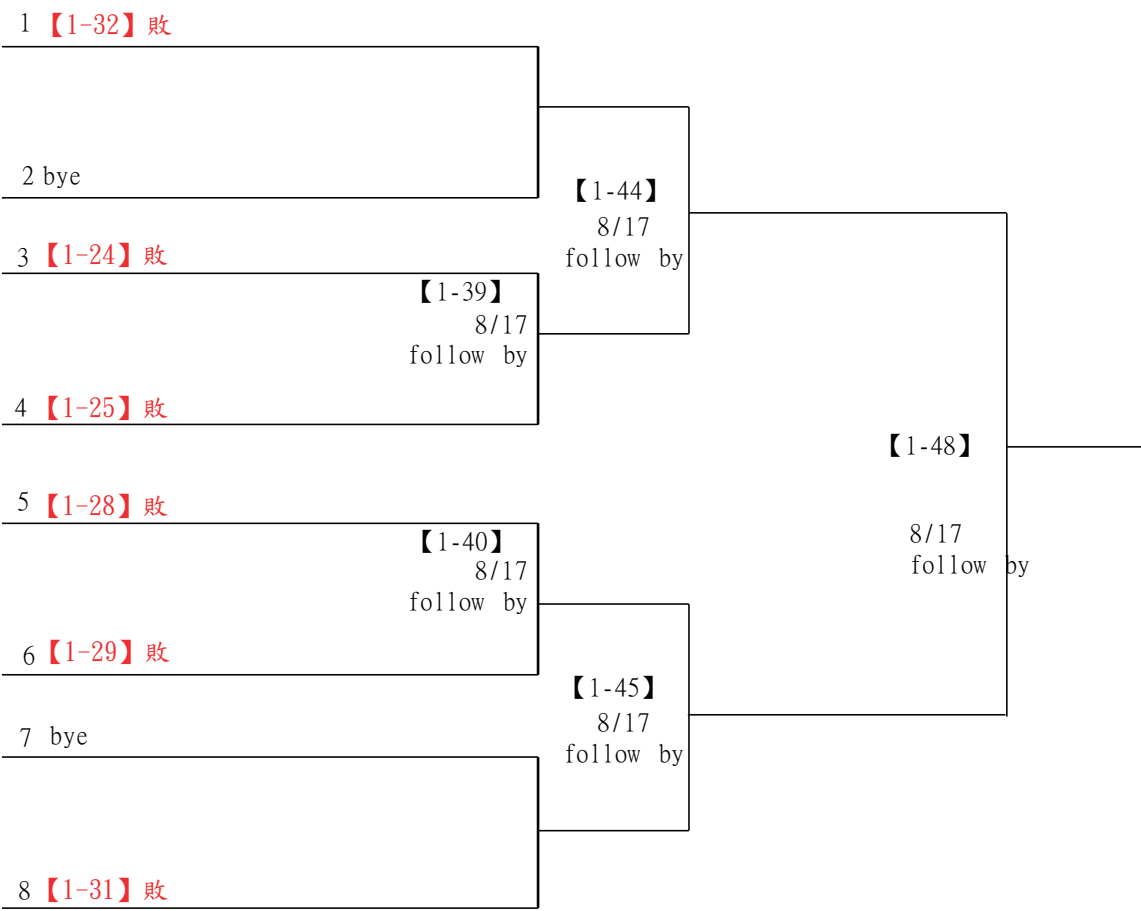 1 【1-32】敗
2 bye
【1-44】
8/17
follow by
3 【1-24】敗
【1-39】
8/17
follow by
4 【1-25】敗
【1-48】
8/17
follow by
5 【1-28】敗
【1-40】
8/17
follow by
6 【1-29】敗
【1-45】
8/17
follow by
7 bye
8 【1-31】敗